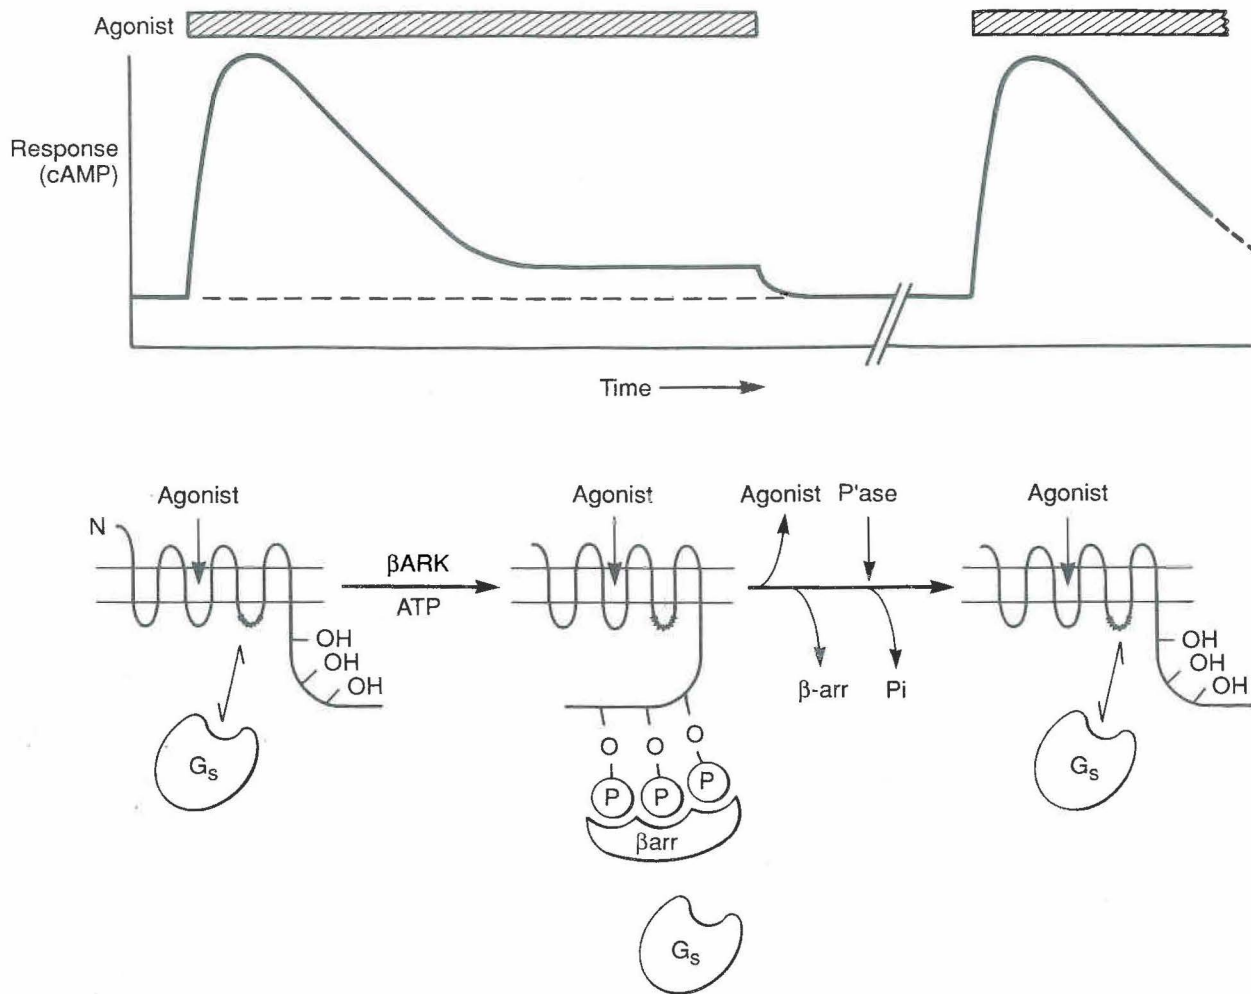 Agonist
Response
(cAMP)
Time
Agonist
N
OH
OH
OH
Gs
βARK
ATP
Agonist
O
O
O
P
P
P
βarr
Gs
Agonist
P'ase
β-arr
Pi
Agonist
OH
OH
OH
Gs